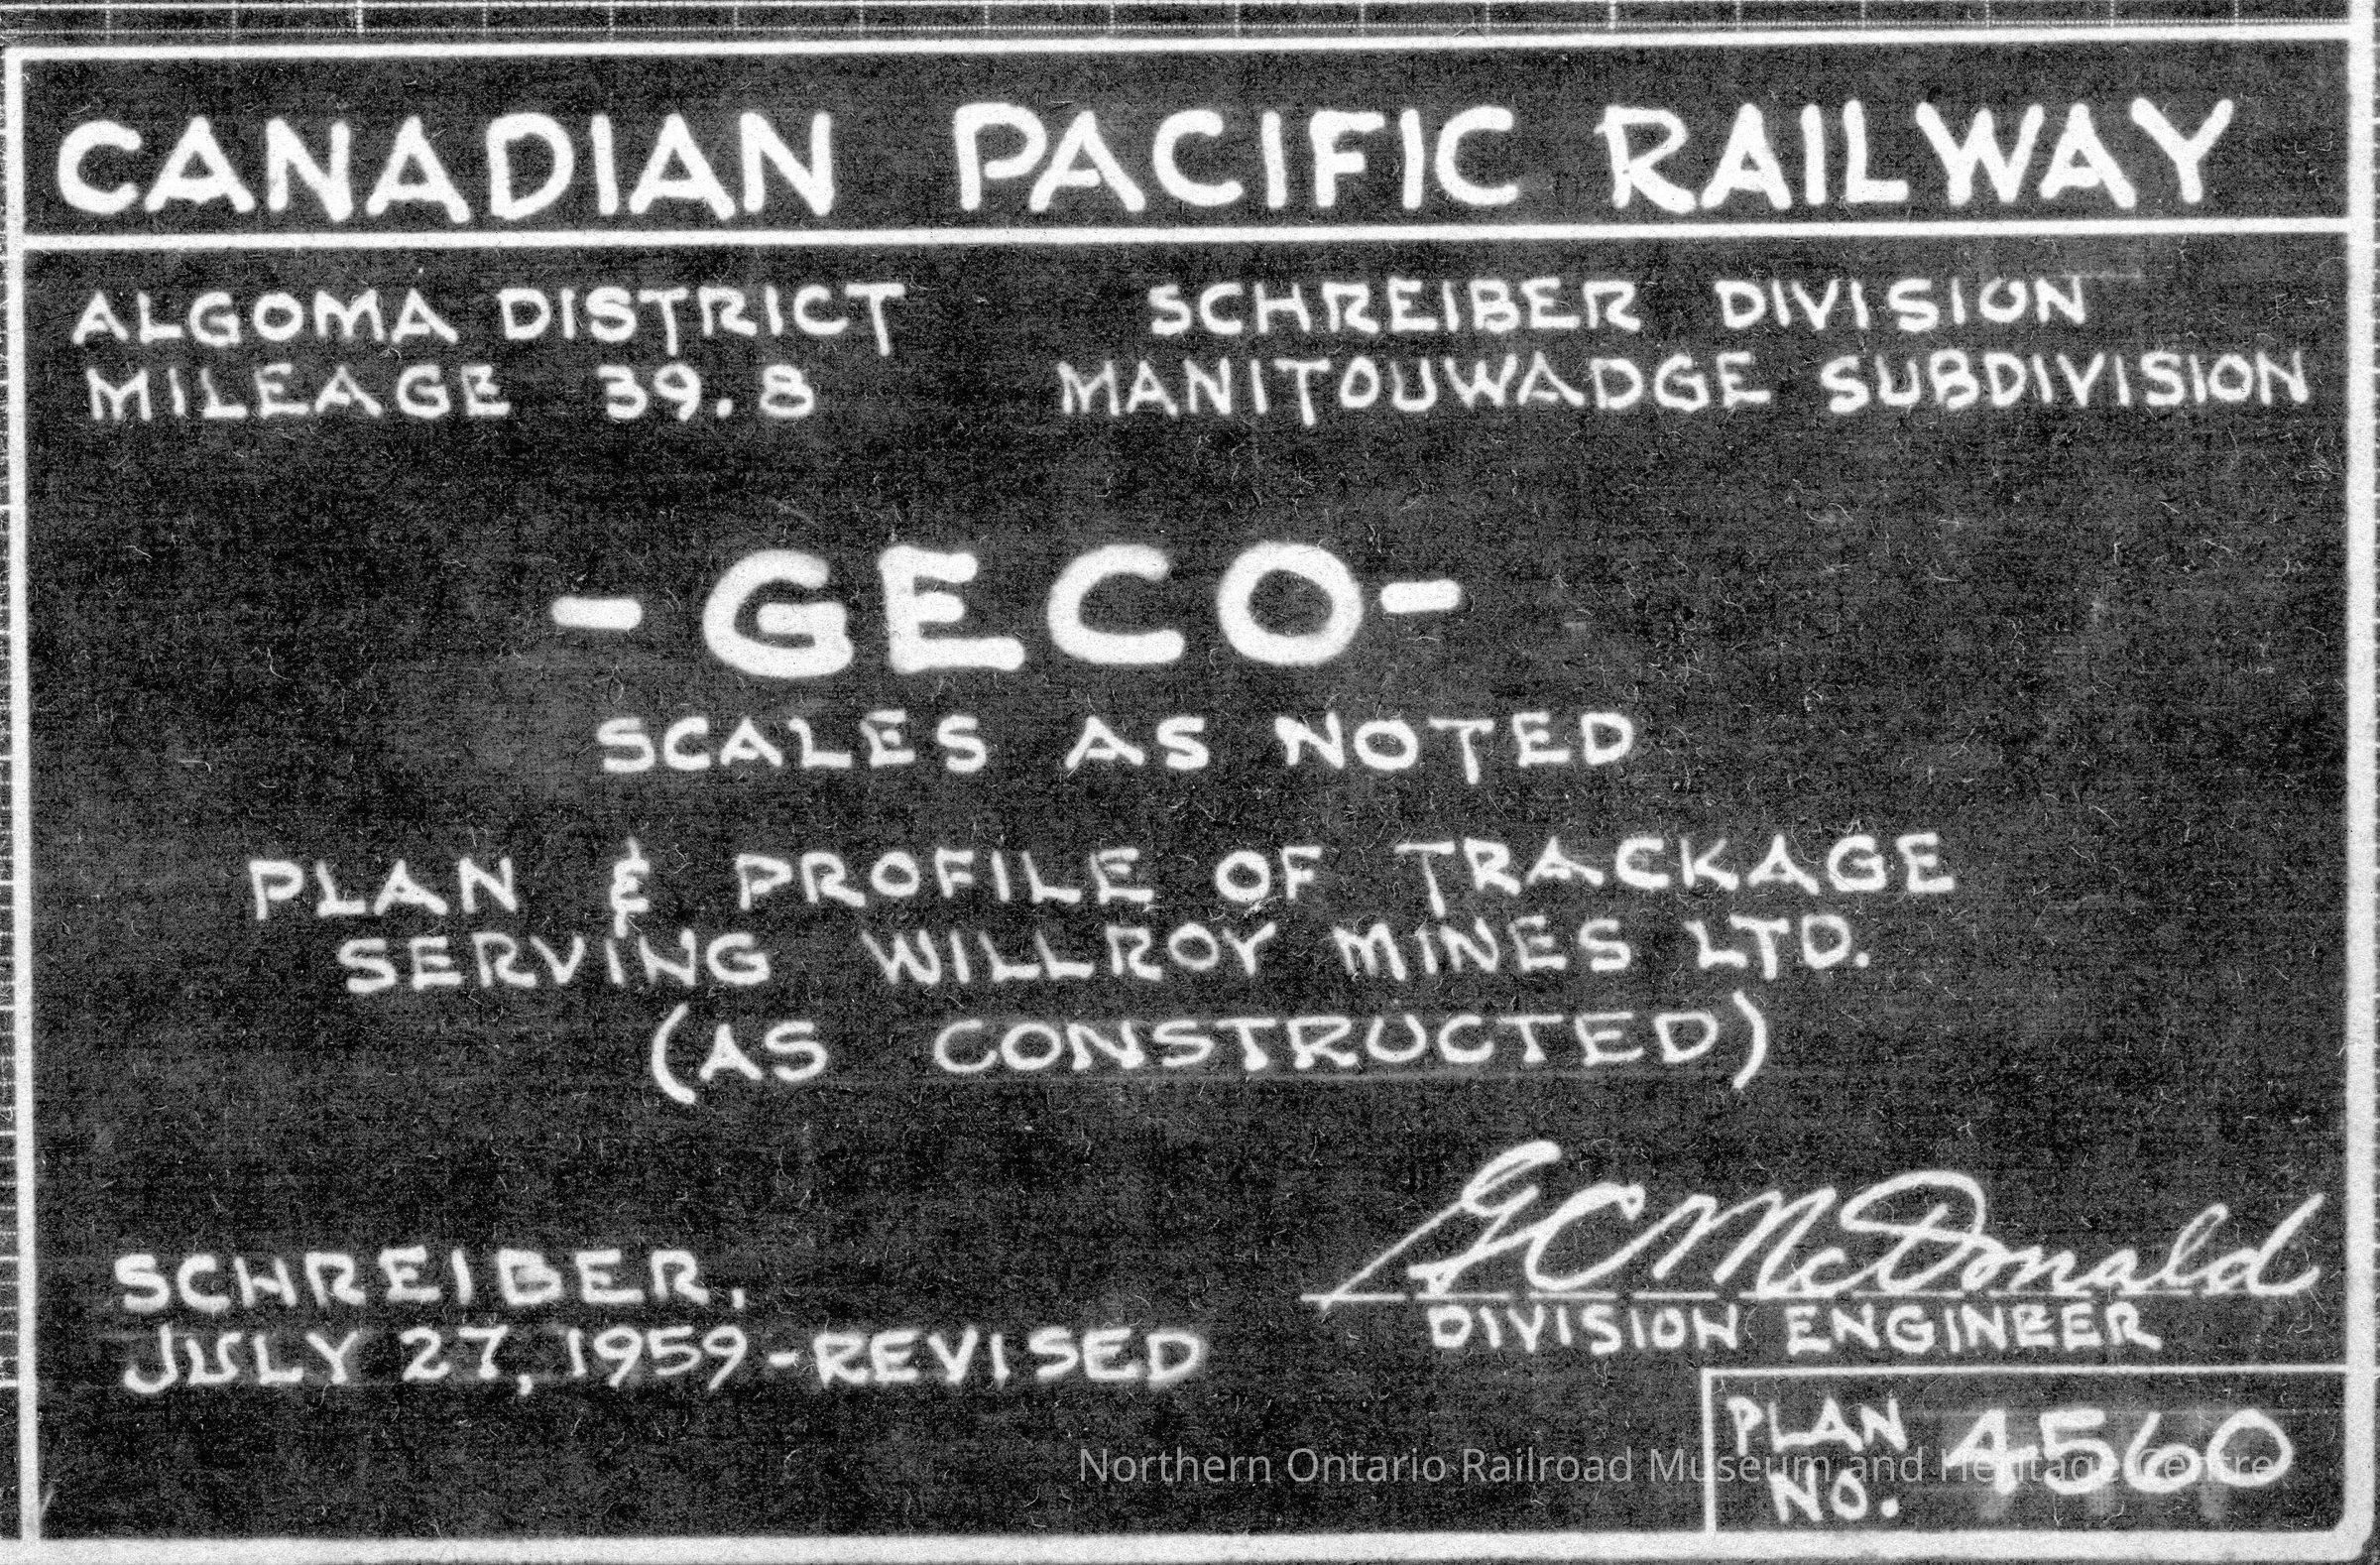 CANADIAN PACIFIC RAILWAY
ALGOMA DISTRICT SCHREIBER DIVISION
MILEAGE 39.8 MANITOUWADGE SUBDIVISION
-GECO-
SCALES AS NOTED
PLAN & PROFILE OF TRACKAGE
SERVING WILLROY MINES LTD.
(AS CONSTRUCTED)
GC McDonald
SCHREIBER, DIVISION ENGINEER
JULY 27, 1959-REVISED
PLAN NO. 4560
Northern Ontario Railroad Museum and Heritage Centre